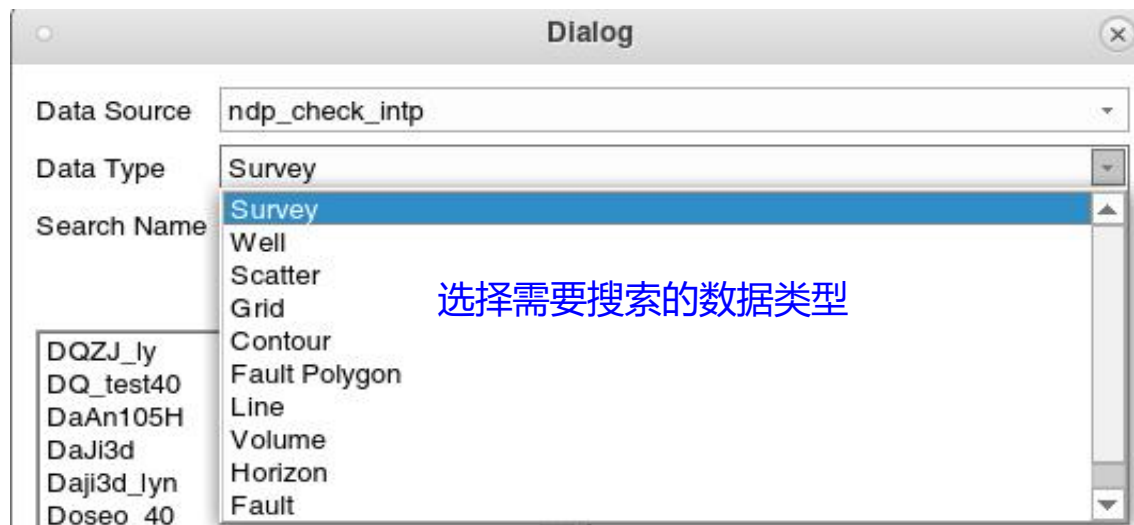 Dialog
Data Source ndp_check_intp
Data Type Survey
Search Name
Survey
Well
Scatter
Grid
Contour
Fault Polygon
Line
Volume
Horizon
Fault
选择需要搜索的数据类型
DQZJ_ly
DQ_test40
DaAn105H
DaJi3d
Daji3d_lyn
Doseo_40